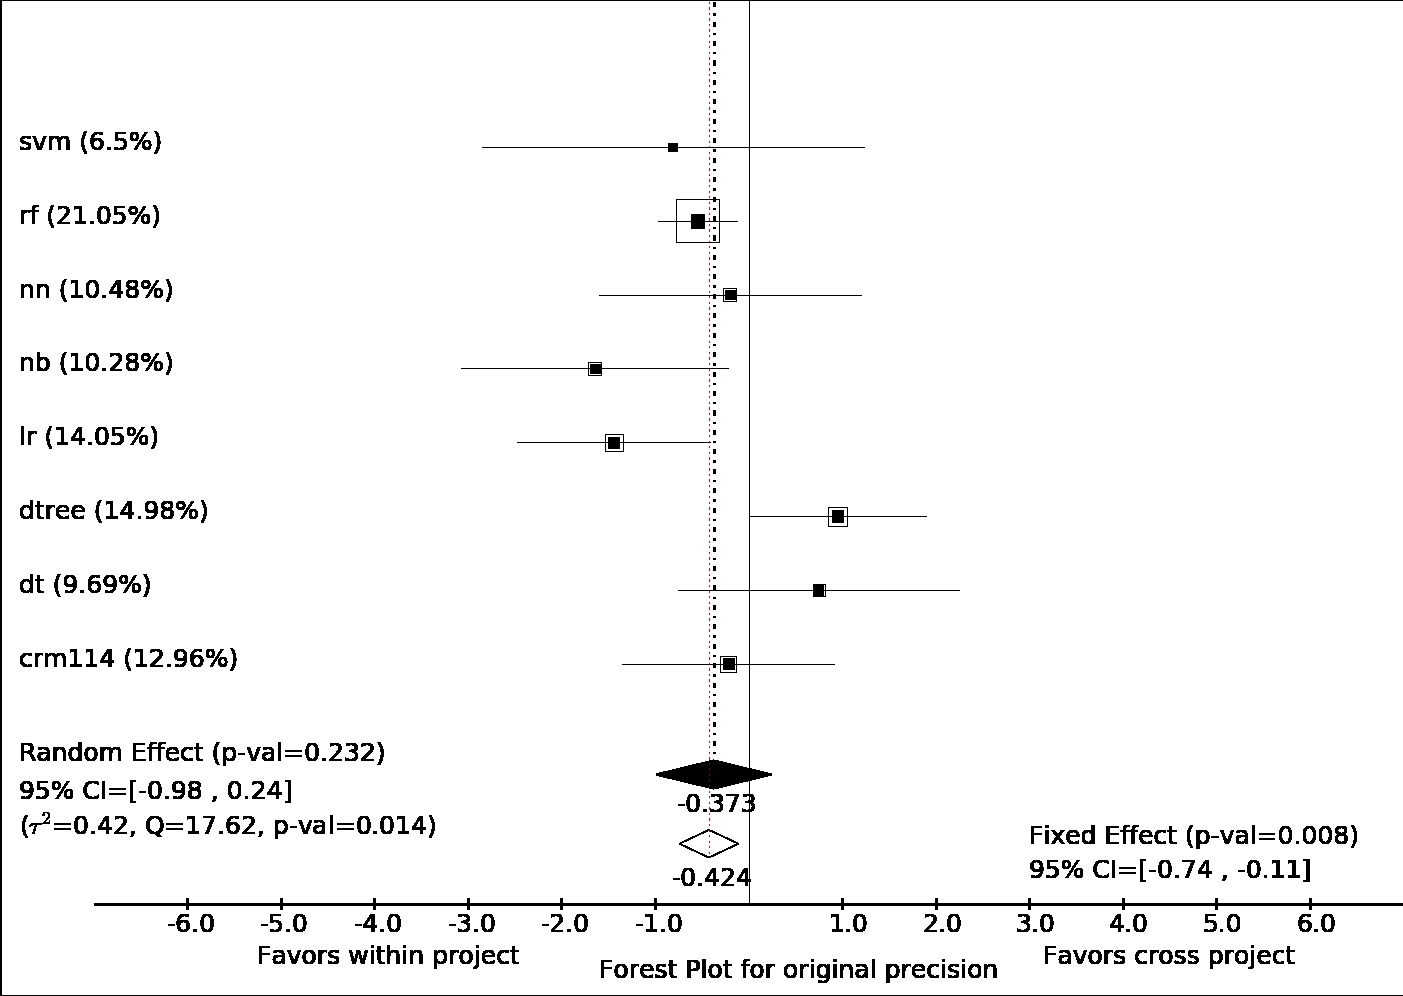 svm (6.5%)
rf (21.05%)
nn (10.48%)
nb (10.28%)
lr (14.05%)
dtree (14.98%)
dt (9.69%)
crm114 (12.96%)
Random Effect (p-val=0.232)
95% CI=[-0.98 , 0.24]
(τ²=0.42, Q=17.62, p-val=0.014)
-0.373
-0.424
Fixed Effect (p-val=0.008)
95% CI=[-0.74 , -0.11]
-6.0 -5.0 -4.0 -3.0 -2.0 -1.0 1.0 2.0 3.0 4.0 5.0 6.0
Favors within project
Favors cross project
Forest Plot for original precision